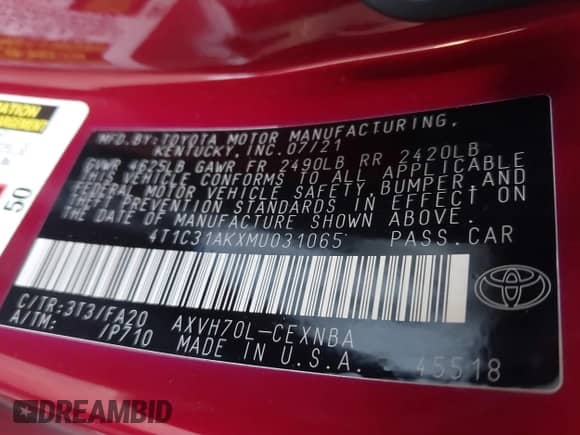 MFD.BY:TOYOTA MOTOR MANUFACTURING,
KENTUCKY, INC.07/21
GVWR 4625LB GAWR FR 2490LB RR 2420LB
THIS VEHICLE CONFORMS TO ALL APPLICABLE
FEDERAL MOTOR VEHICLE SAFETY,BUMPER,AND
THEFT PREVENTION STANDARDS IN EFFECT ON
THE DATE OF MANUFACTURE SHOWN ABOVE.
4T1C31AKXMU031065 PASS.CAR
C/TR:3T3/FA20 AXVH70L-CEXNBA
A/TM: /P710 MADE IN U.S.A. 45518
50
DREAMBID